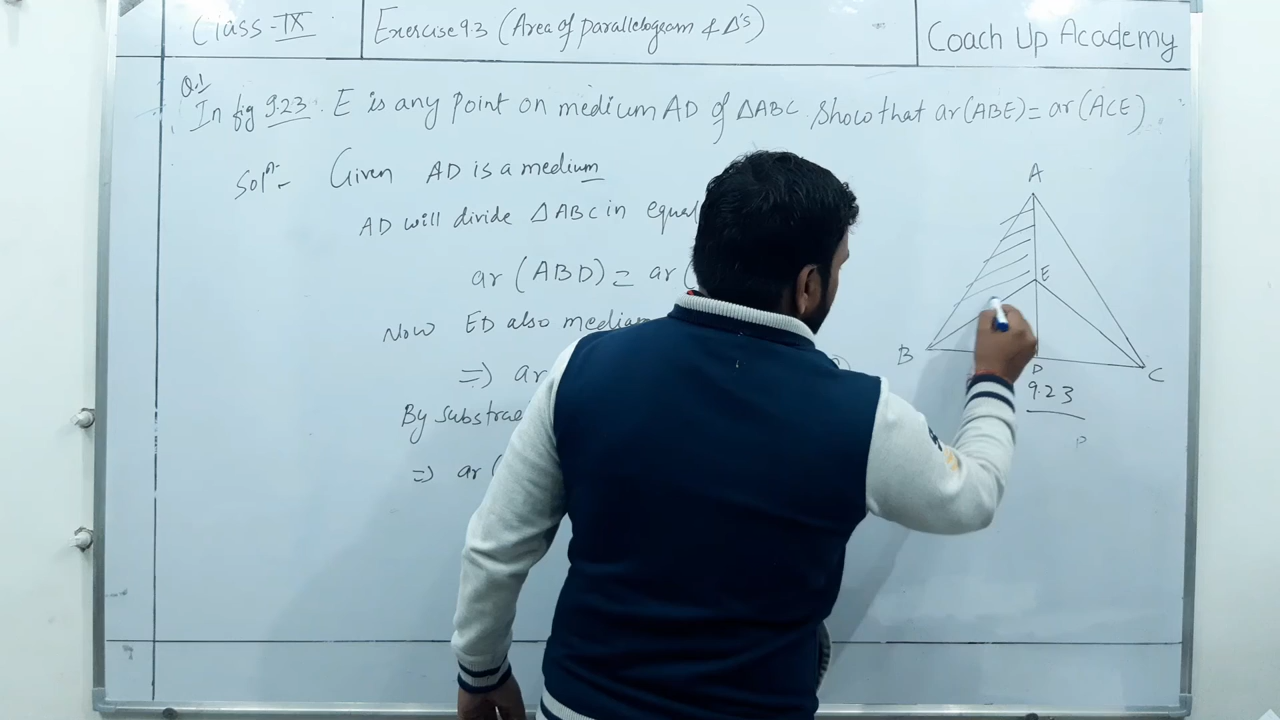 Class-IX
Exercise 9.3 (Area of parallelogram & Δ's)
Coach Up Academy
Q.1
In fig 9.23. E is any point on medium AD of ΔABC. Show that ar(ABE) = ar(ACE)
Solⁿ- Given AD is a medium
AD will divide ΔABC in equal
ar (ABD) = ar(
Now ED also median
=) ar
By substrac
=) ar (
A
E
B
D
C
9.23
P